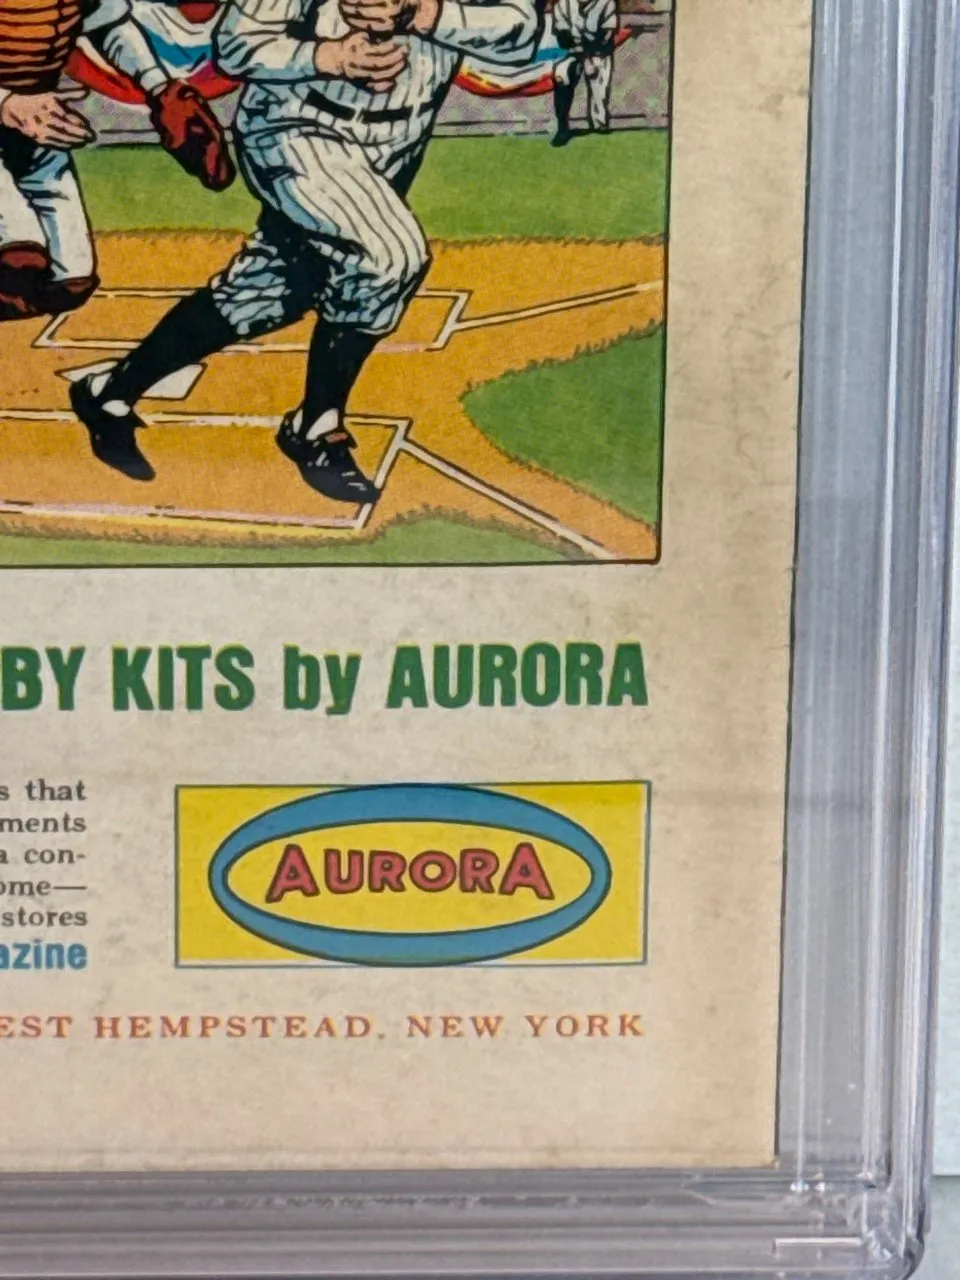 BY KITS by AURORA
s that
ments
a con-
ome—
stores
azine
AURORA
EST HEMPSTEAD, NEW YORK